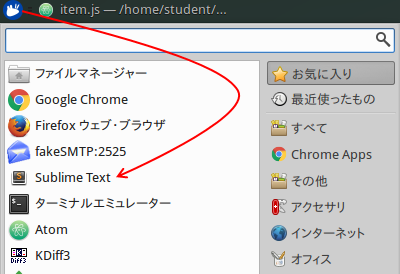 item.js — /home/student/...
ファイルマネージャー
Google Chrome
Firefox ウェブ・ブラウザ
fakeSMTP:2525
Sublime Text
ターミナルエミュレーター
Atom
KDiff3
お気に入り
最近使ったもの
すべて
Chrome Apps
その他
アクセサリ
インターネット
オフィス